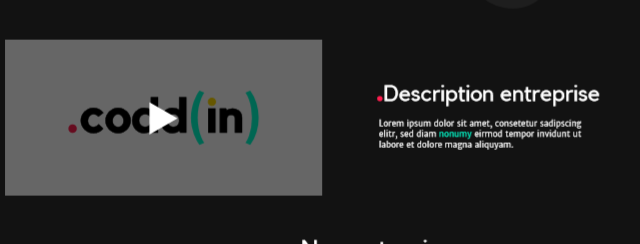 .codd(in)
.Description entreprise
Lorem ipsum dolor sit amet, consetetur sadipscing
elitr, sed diam nonumy eirmod tempor invidunt ut
labore et dolore magna aliquyam.